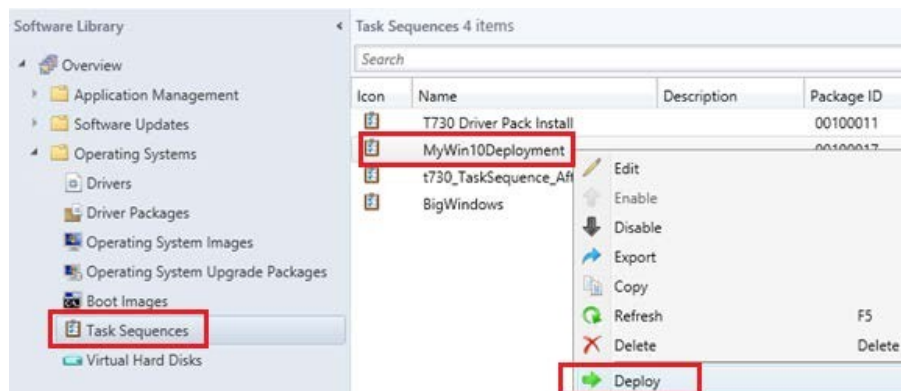 Software Library
Overview
Application Management
Software Updates
Operating Systems
Drivers
Driver Packages
Operating System Images
Operating System Upgrade Packages
Boot Images
Task Sequences
Virtual Hard Disks
Task Sequences 4 items
Search
Icon Name Description Package ID
T730 Driver Pack Install 00100011
MyWin10Deployment 00100017
t730_TaskSequence_Aft
BigWindows
Edit
Enable
Disable
Export
Copy
Refresh F5
Delete Delete
Deploy